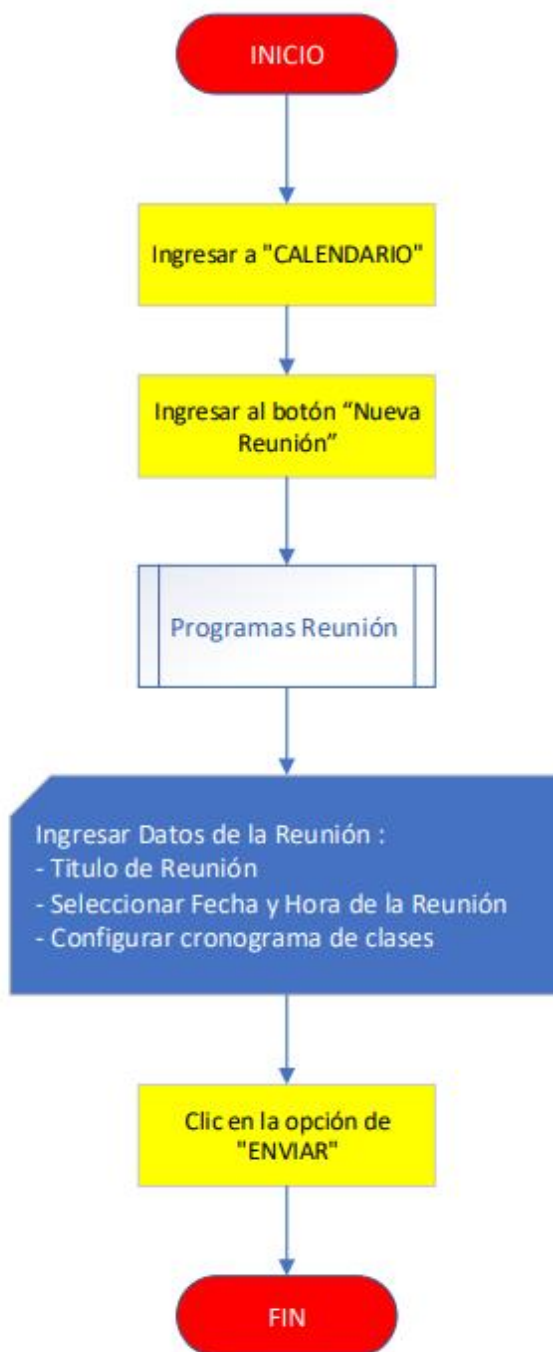 INICIO
Ingresar a "CALENDARIO"
Ingresar al botón “Nueva
Reunión”
Programas Reunión
Ingresar Datos de la Reunión :
- Titulo de Reunión
- Seleccionar Fecha y Hora de la Reunión
- Configurar cronograma de clases
Clic en la opción de
"ENVIAR"
FIN